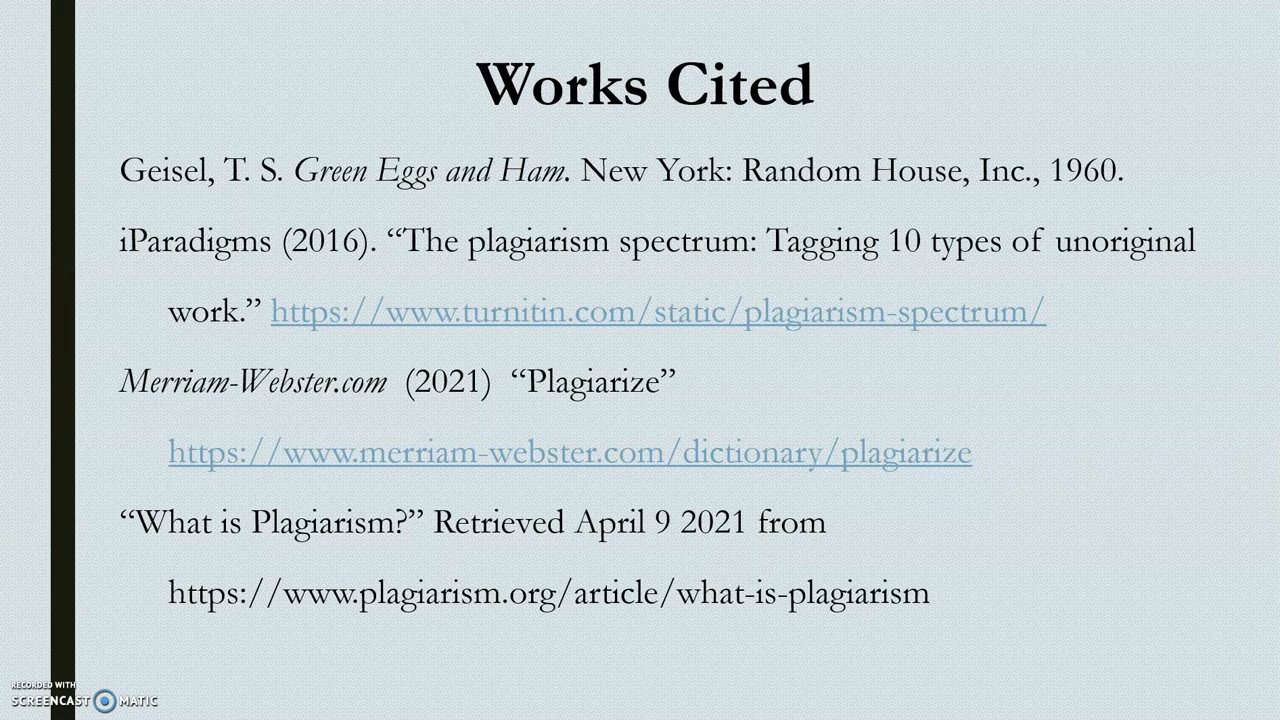 Works Cited
Geisel, T. S. Green Eggs and Ham. New York: Random House, Inc., 1960.
iParadigms (2016). “The plagiarism spectrum: Tagging 10 types of unoriginal
work.” https://www.turnitin.com/static/plagiarism-spectrum/
Merriam-Webster.com (2021) “Plagiarize”
https://www.merriam-webster.com/dictionary/plagiarize
“What is Plagiarism?” Retrieved April 9 2021 from
https://www.plagiarism.org/article/what-is-plagiarism
RECORDED WITH
SCREENCAST MATIC